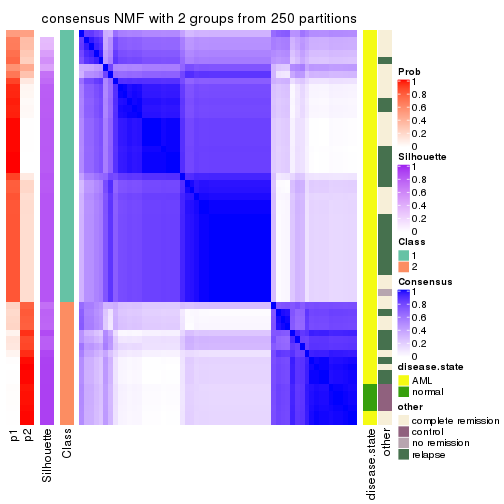 consensus NMF with 2 groups from 250 partitions
Prob
1
0.8
0.6
0.4
0.2
0
Silhouette
1
0.8
0.6
0.4
0.2
0
Class
1
2
Consensus
1
0.8
0.6
0.4
0.2
0
disease.state
AML
normal
other
complete remission
control
no remission
relapse
p1
p2
Silhouette
Class
disease.state
other